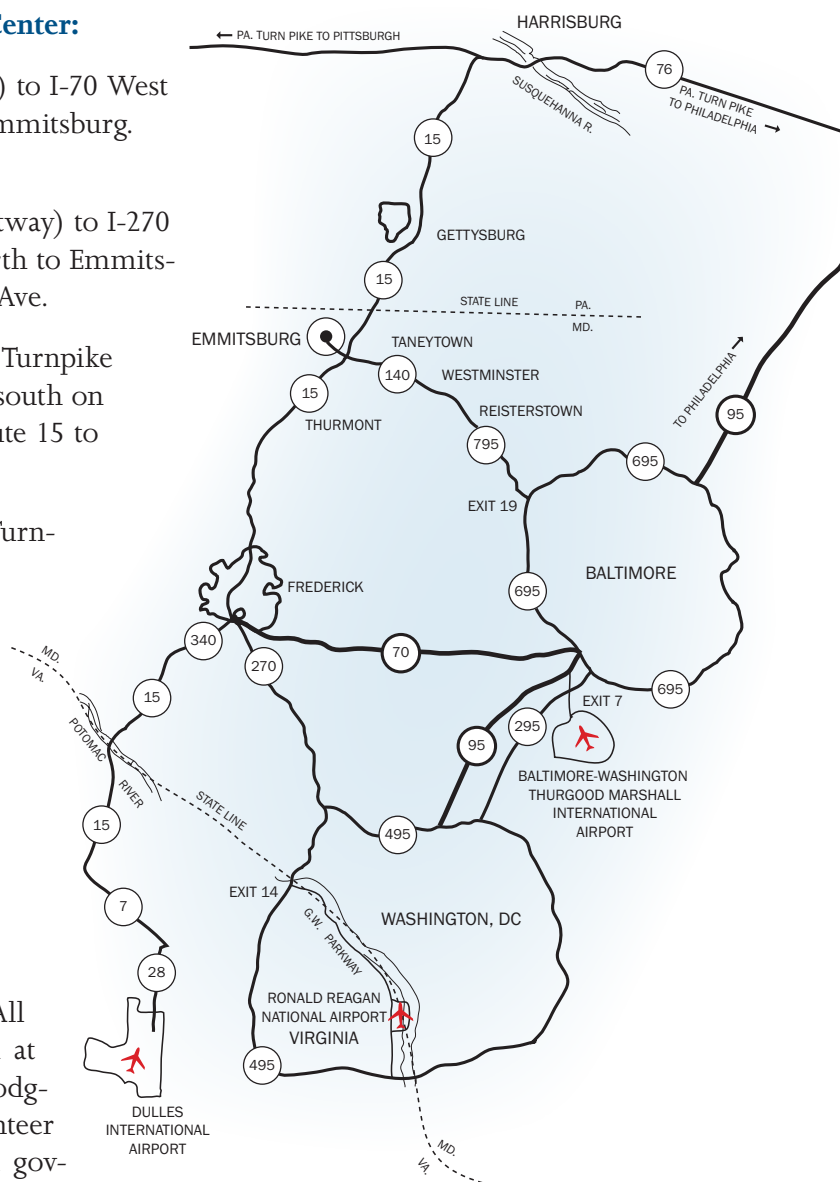 Center:
) to I-70 West
mmitsburg.
tway) to I-270
rth to Emmits-
Ave.
Turnpike
south on
ute 15 to
Turn-
All
at
odg-
nteer
gov-
← PA. TURN PIKE TO PITTSBURGH
HARRISBURG
76
SUSQUEHANNA R.
PA. TURN PIKE
TO PHILADELPHIA →
15
GETTYSBURG
15
STATE LINE
PA.
MD.
EMMITSBURG
TANEYTOWN
140
WESTMINSTER
15
REISTERSTOWN
THURMONT
795
TO PHILADELPHIA →
95
695
EXIT 19
BALTIMORE
695
FREDERICK
340
270
70
MD.
VA.
15
695
EXIT 7
POTOMAC
RIVER
295
95
BALTIMORE-WASHINGTON
THURGOOD MARSHALL
INTERNATIONAL
AIRPORT
STATE LINE
15
495
EXIT 14
7
G.W. PARKWAY
WASHINGTON, DC
28
RONALD REAGAN
NATIONAL AIRPORT
VIRGINIA
495
DULLES
INTERNATIONAL
AIRPORT
MD.
VA.